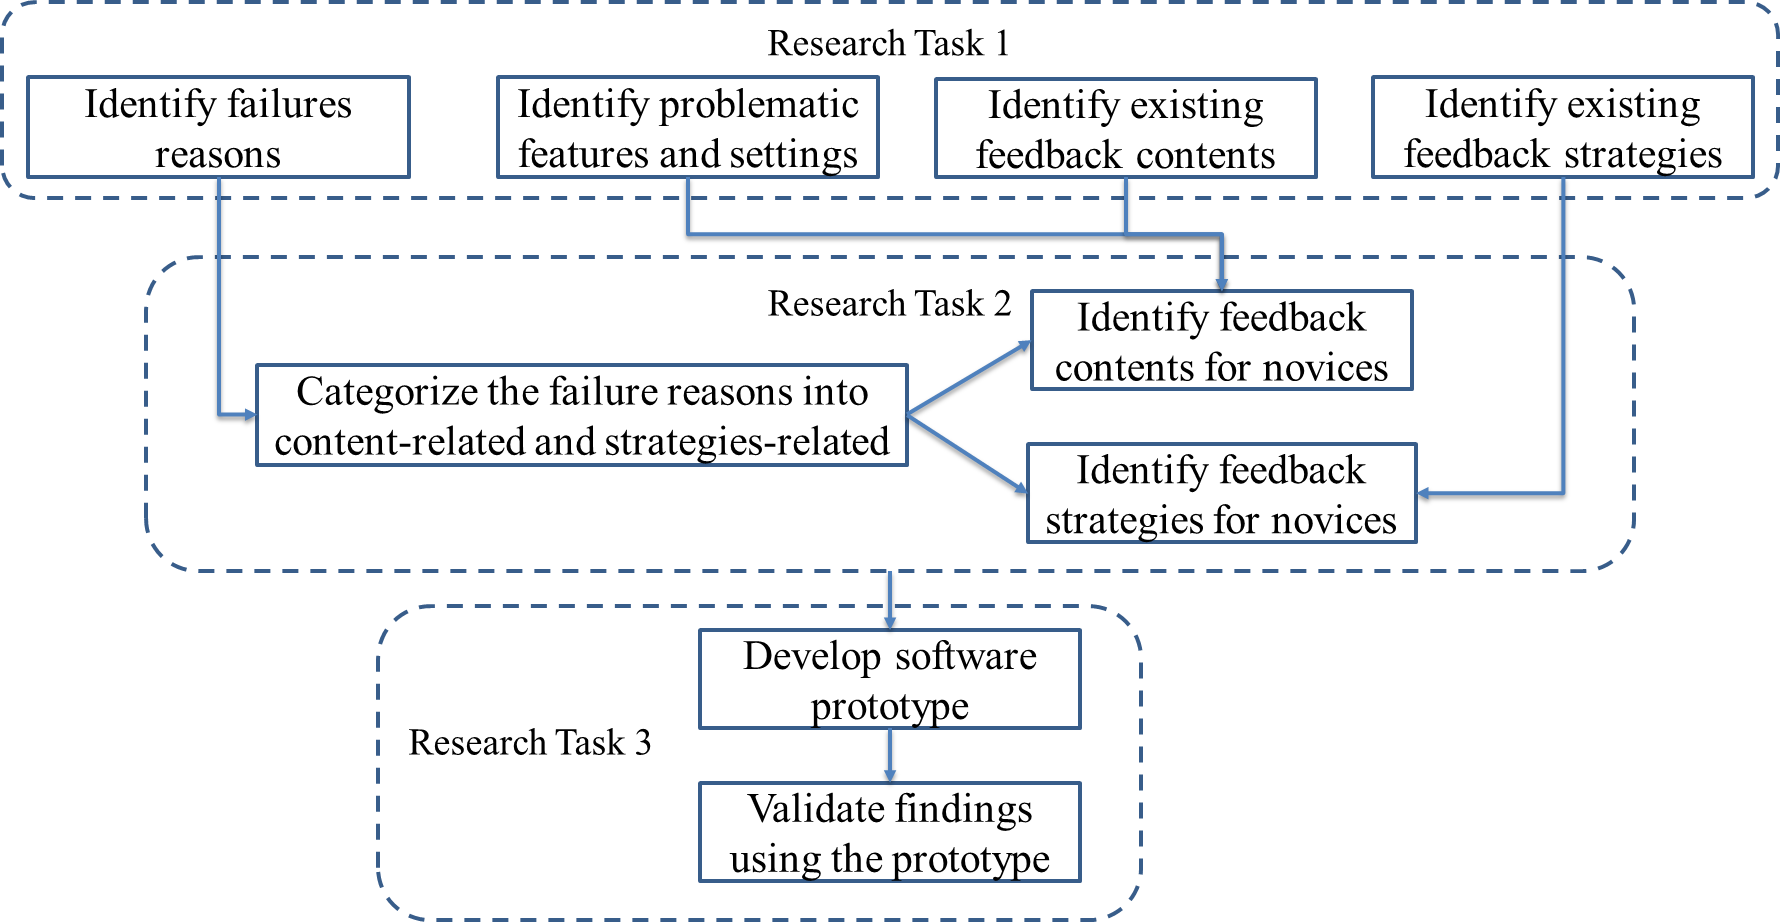 Research Task 1
Identify failures
reasons
Identify problematic
features and settings
Identify existing
feedback contents
Identify existing
feedback strategies
Research Task 2
Identify feedback
contents for novices
Categorize the failure reasons into
content-related and strategies-related
Identify feedback
strategies for novices
Develop software
prototype
Research Task 3
Validate findings
using the prototype